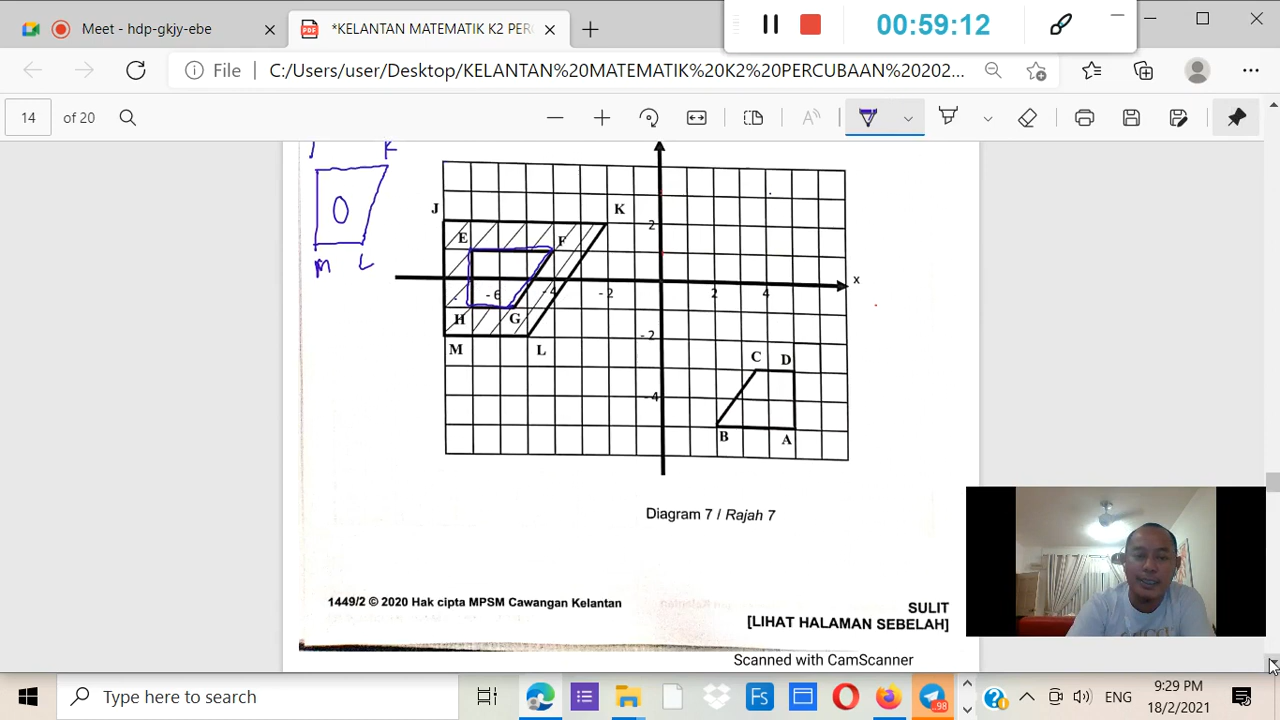 Meet - hdp-gkjy-ebe
*KELANTAN MATEMATIK K2 PER
00:59:12
File
C:/Users/user/Desktop/KELANTAN%20MATEMATIK%20K2%20PERCUBAAN%20202...
14
of 20
K
J
K
2
E
F
O
x
M
L
-6
-4
-2
2
4
H
G
-2
M
L
C
D
-4
B
A
Diagram 7 / Rajah 7
1449/2 © 2020 Hak cipta MPSM Cawangan Kelantan
SULIT
[LIHAT HALAMAN SEBELAH]
Scanned with CamScanner
Type here to search
Fs
98
ENG
9:29 PM
18/2/2021